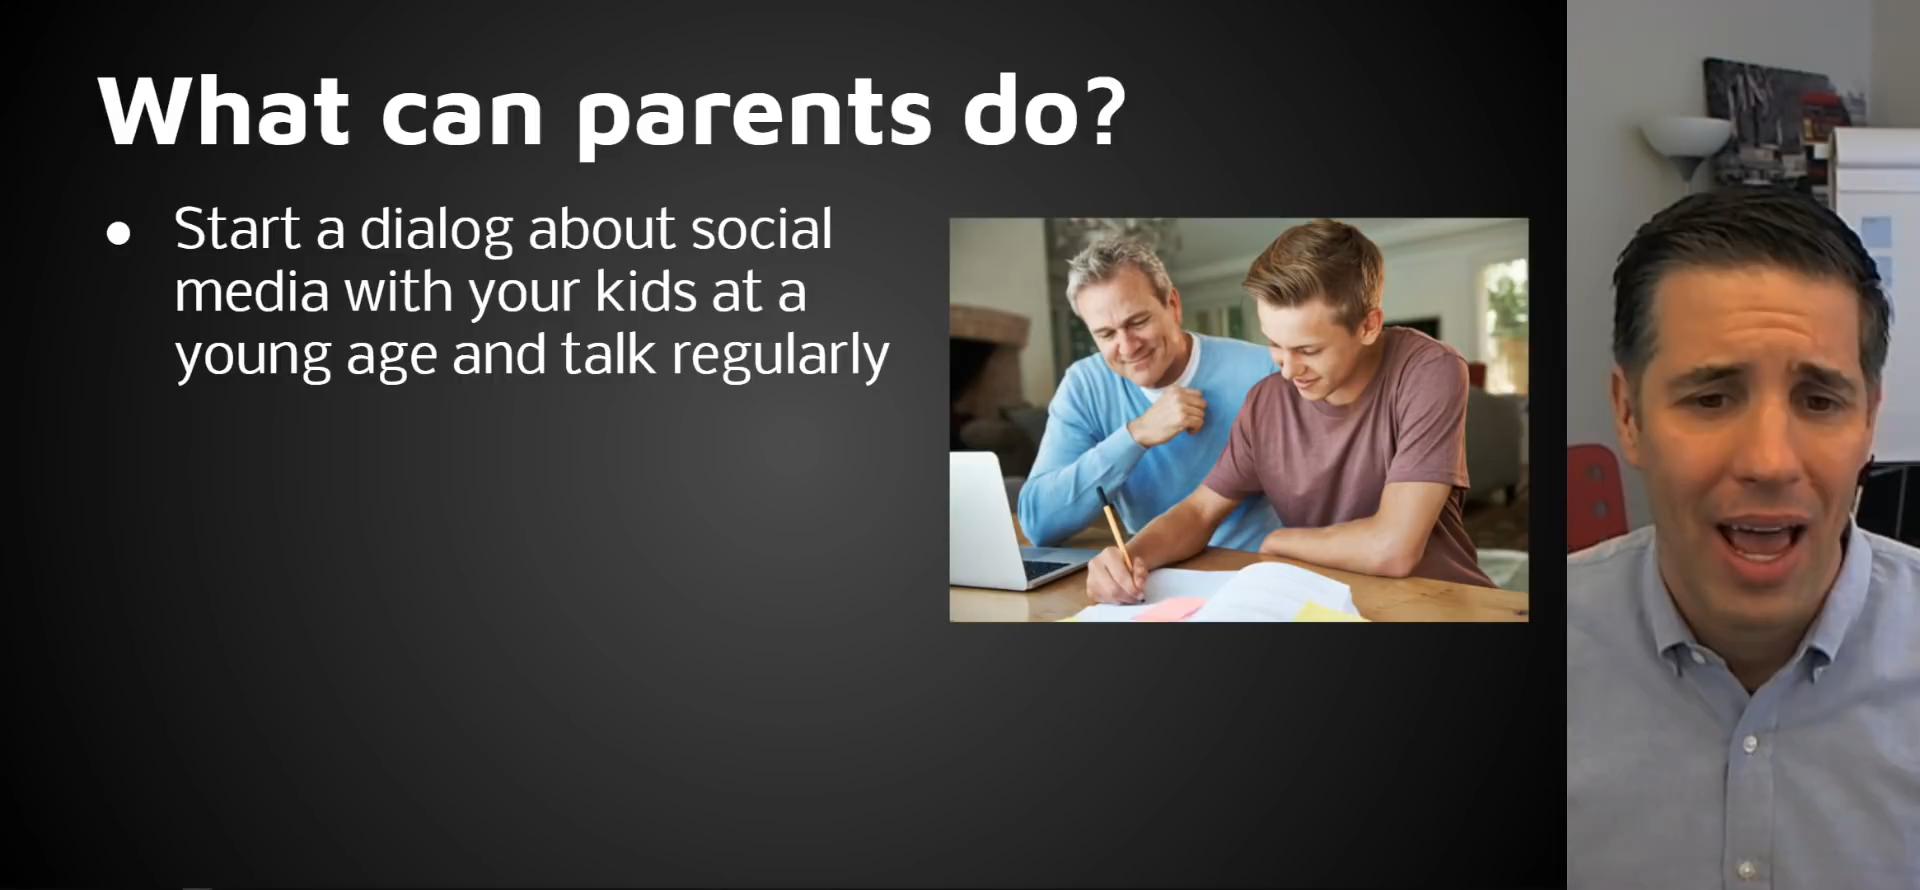 What can parents do?
● Start a dialog about social
media with your kids at a
young age and talk regularly